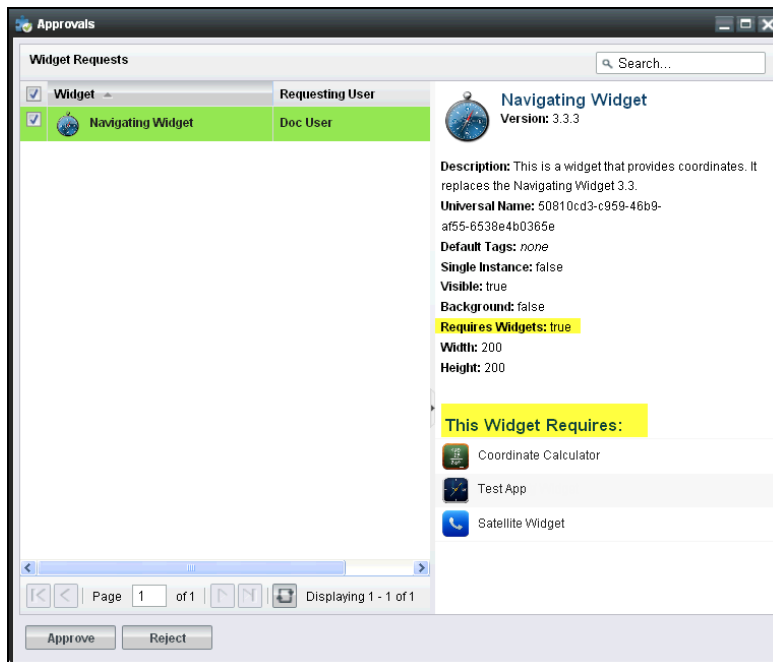 Approvals
Widget Requests
Search...
Widget Requesting User
Navigating Widget Doc User
Navigating Widget
Version: 3.3.3
Description: This is a widget that provides coordinates. It
replaces the Navigating Widget 3.3.
Universal Name: 50810cd3-c959-46b9-
af55-6538e4b0365e
Default Tags: none
Single Instance: false
Visible: true
Background: false
Requires Widgets: true
Width: 200
Height: 200
This Widget Requires:
Coordinate Calculator
Test App
Satellite Widget
Page 1 of 1 Displaying 1 - 1 of 1
Approve Reject